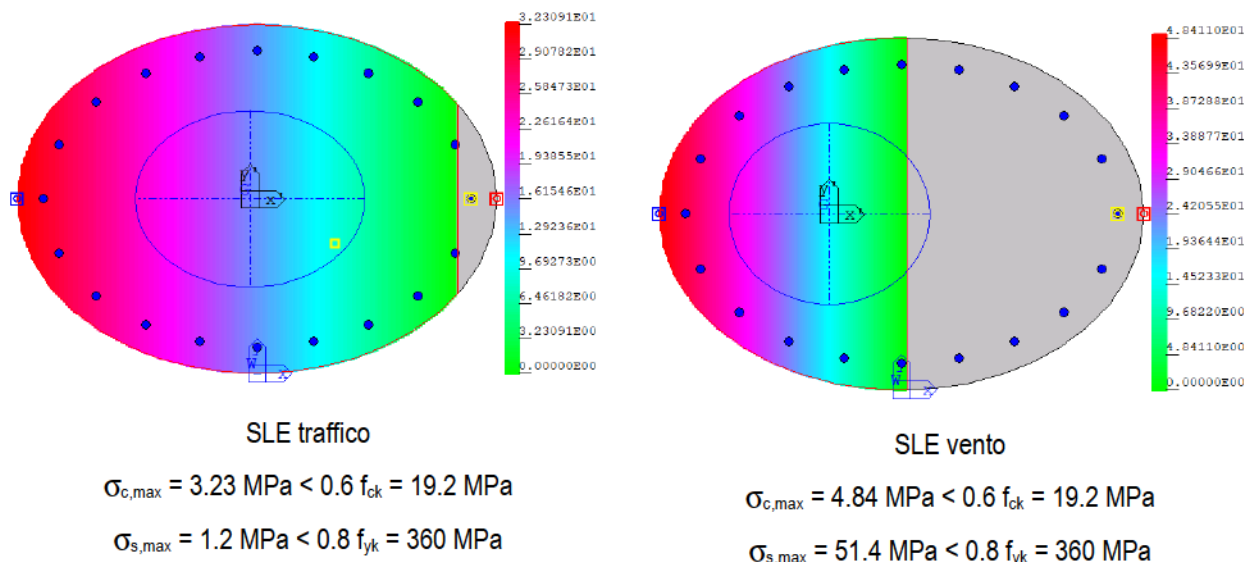 3.23091E01
2.90782E01
2.58473E01
2.26164E01
1.93855E01
1.61546E01
1.29236E01
9.69273E00
6.46182E00
3.23091E00
0.00000E00
y
x
W
x
SLE traffico
σc,max = 3.23 MPa < 0.6 fck = 19.2 MPa
σs,max = 1.2 MPa < 0.8 fyk = 360 MPa
4.84110E01
4.35699E01
3.87288E01
3.38877E01
2.90466E01
2.42055E01
1.93644E01
1.45233E01
9.68220E00
4.84110E00
0.00000E00
y
x
W
x
SLE vento
σc,max = 4.84 MPa < 0.6 fck = 19.2 MPa
σs,max = 51.4 MPa < 0.8 fyk = 360 MPa